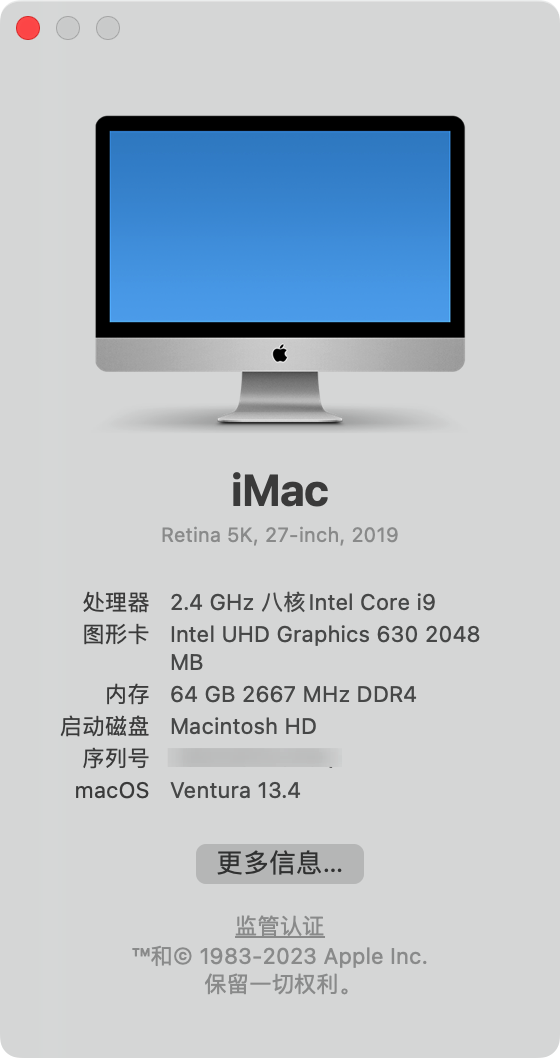 iMac
Retina 5K, 27-inch, 2019
处理器 2.4 GHz 八核Intel Core i9
图形卡 Intel UHD Graphics 630 2048
MB
内存 64 GB 2667 MHz DDR4
启动磁盘 Macintosh HD
序列号
macOS Ventura 13.4
更多信息...
监管认证
™和© 1983-2023 Apple Inc.
保留一切权利。